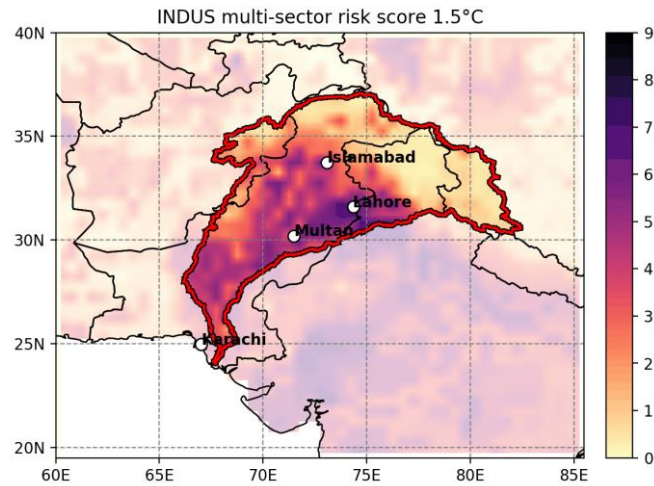 INDUS multi-sector risk score 1.5°C
40N
35N
30N
25N
20N
Islamabad
Lahore
Multan
Karachi
60E
65E
70E
75E
80E
85E
9
8
7
6
5
4
3
2
1
0